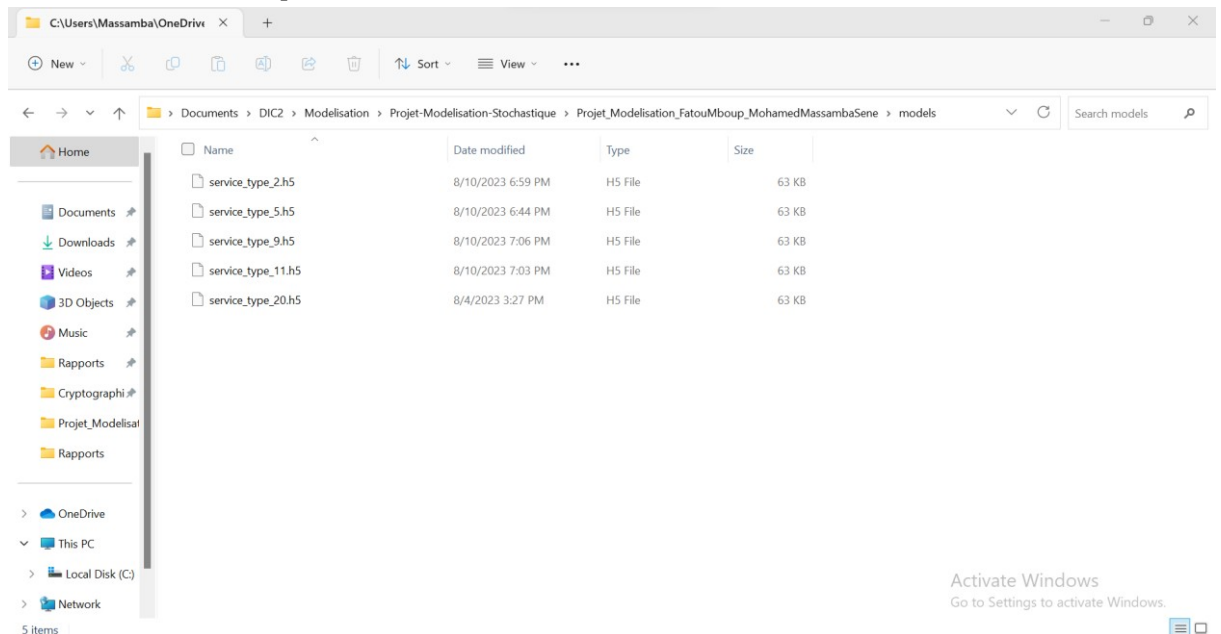 C:\Users\Massamba\OneDrive
New
Sort
View
Documents > DIC2 > Modelisation > Projet-Modelisation-Stochastique > Projet_Modelisation_FatouMboup_MohamedMassambaSene > models
Search models
Home
Name Date modified Type Size
service_type_2.h5 8/10/2023 6:59 PM H5 File 63 KB
service_type_5.h5 8/10/2023 6:44 PM H5 File 63 KB
service_type_9.h5 8/10/2023 7:06 PM H5 File 63 KB
service_type_11.h5 8/10/2023 7:03 PM H5 File 63 KB
service_type_20.h5 8/4/2023 3:27 PM H5 File 63 KB
Documents
Downloads
Videos
3D Objects
Music
Rapports
Cryptographi
Projet_Modelisat
Rapports
OneDrive
This PC
Local Disk (C:)
Network
5 items
Activate Windows
Go to Settings to activate Windows.